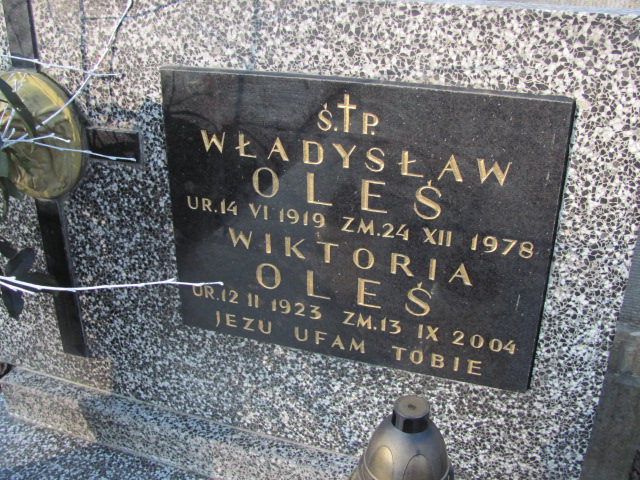 Ś.†P.
WŁADYSŁAW
OLEŚ
UR.14 VI 1919 ZM.24 XII 1978
WIKTORIA
OLEŚ
UR.12 II 1923 ZM.13 IX 2004
JEZU UFAM TOBIE